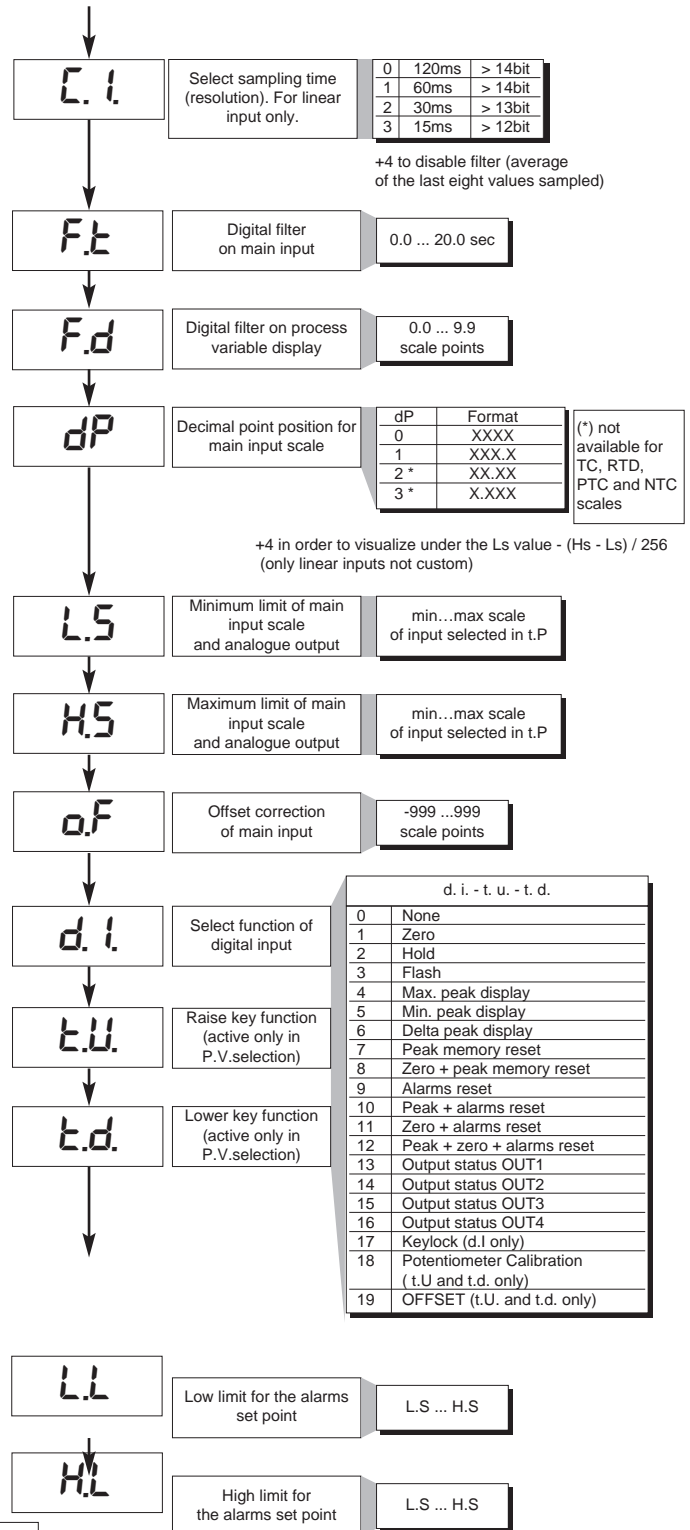 C. I.
Select sampling time
(resolution). For linear
input only.
0 120ms > 14bit
1 60ms > 14bit
2 30ms > 13bit
3 15ms > 12bit
+4 to disable filter (average
of the last eight values sampled)
F.t
Digital filter
on main input
0.0 ... 20.0 sec
F.d
Digital filter on process
variable display
0.0 ... 9.9
scale points
dP
Decimal point position for
main input scale
dP Format
0 XXXX
1 XXX.X
2 * XX.XX
3 * X.XXX
(*) not
available for
TC, RTD,
PTC and NTC
scales
+4 in order to visualize under the Ls value - (Hs - Ls) / 256
(only linear inputs not custom)
L.S
Minimum limit of main
input scale
and analogue output
min…max scale
of input selected in t.P
H.S
Maximum limit of main
input scale
and analogue output
min…max scale
of input selected in t.P
o.F
Offset correction
of main input
-999 ...999
scale points
d. I.
Select function of
digital input
t.U.
Raise key function
(active only in
P.V.selection)
t.d.
Lower key function
(active only in
P.V.selection)
d. i. - t. u. - t. d.
0 None
1 Zero
2 Hold
3 Flash
4 Max. peak display
5 Min. peak display
6 Delta peak display
7 Peak memory reset
8 Zero + peak memory reset
9 Alarms reset
10 Peak + alarms reset
11 Zero + alarms reset
12 Peak + zero + alarms reset
13 Output status OUT1
14 Output status OUT2
15 Output status OUT3
16 Output status OUT4
17 Keylock (d.I only)
18 Potentiometer Calibration
( t.U and t.d. only)
19 OFFSET (t.U. and t.d. only)
L.L
Low limit for the alarms
set point
L.S ... H.S
H.L
High limit for
the alarms set point
L.S ... H.S